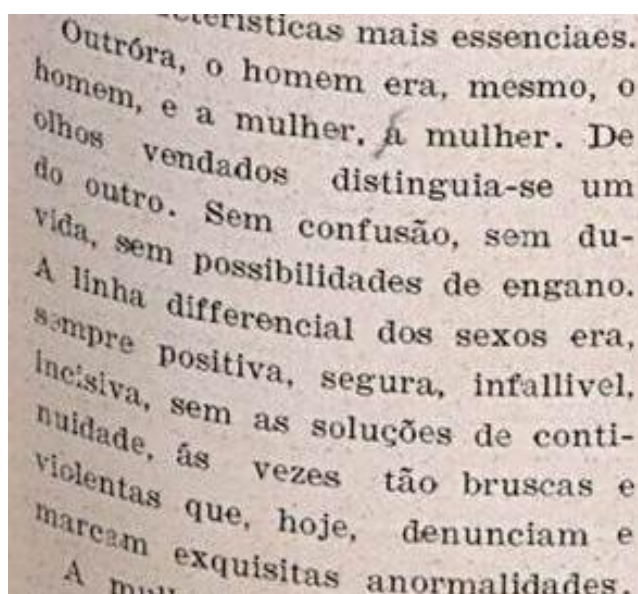 características mais essenciaes.
Outróra, o homem era, mesmo, o
homem, e a mulher, a mulher. De
olhos vendados distinguia-se um
do outro. Sem confusão, sem du-
vida, sem possibilidades de engano.
A linha differencial dos sexos era,
sempre positiva, segura, infallivel,
incisiva, sem as soluções de conti-
nuidade, ás vezes tão bruscas e
violentas que, hoje, denunciam e
marcam exquisitas anormalidades.
A